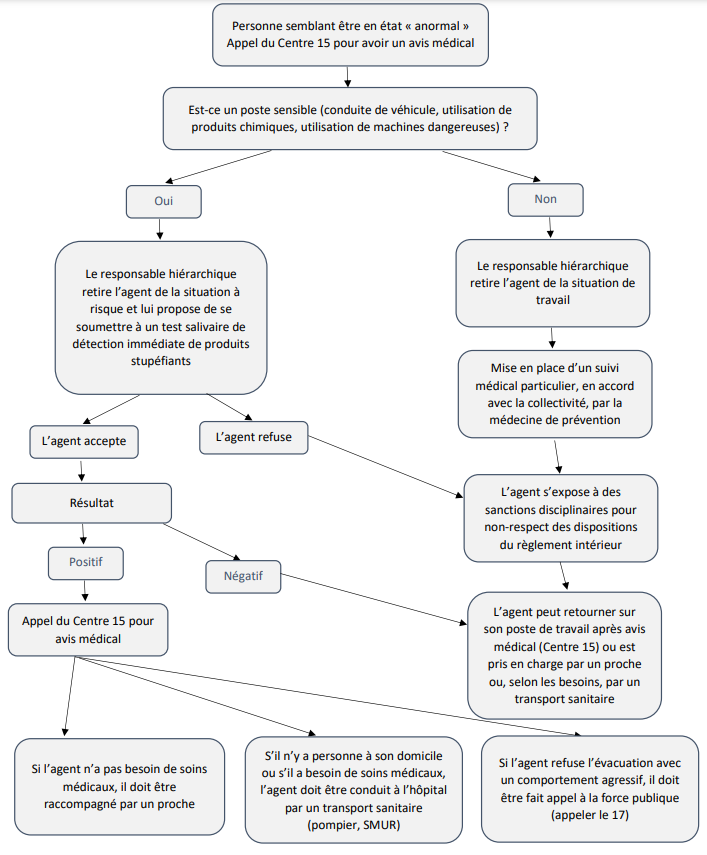 Personne semblant être en état « anormal »
Appel du Centre 15 pour avoir un avis médical
Est-ce un poste sensible (conduite de véhicule, utilisation de
produits chimiques, utilisation de machines dangereuses) ?
Oui
Non
Le responsable hiérarchique
retire l’agent de la situation à
risque et lui propose de se
soumettre à un test salivaire de
détection immédiate de produits
stupéfiants
Le responsable hiérarchique
retire l’agent de la situation de
travail
Mise en place d’un suivi
médical particulier, en accord
avec la collectivité, par la
médecine de prévention
L’agent accepte
L’agent refuse
Résultat
L’agent s’expose à des
sanctions disciplinaires pour
non-respect des dispositions
du règlement intérieur
Positif
Négatif
Appel du Centre 15 pour
avis médical
L’agent peut retourner sur
son poste de travail après avis
médical (Centre 15) ou est
pris en charge par un proche
ou, selon les besoins, par un
transport sanitaire
Si l’agent n’a pas besoin de soins
médicaux, il doit être
raccompagné par un proche
S’il n’y a personne à son domicile
ou s’il a besoin de soins médicaux,
l’agent doit être conduit à l’hôpital
par un transport sanitaire
(pompier, SMUR)
Si l’agent refuse l’évacuation avec
un comportement agressif, il doit
être fait appel à la force publique
(appeler le 17)